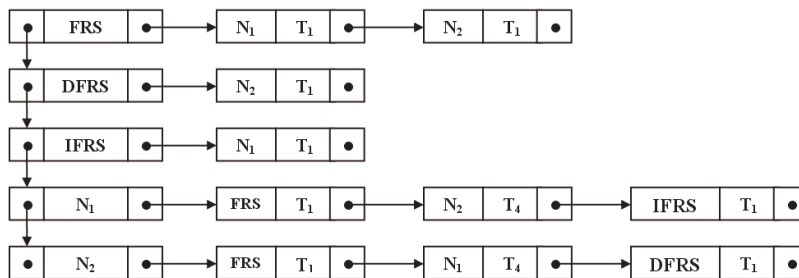 FRS N₁ T₁ N₂ T₁
DFRS N₂ T₁
IFRS N₁ T₁
N₁ FRS T₁ N₂ T₄ IFRS T₁
N₂ FRS T₁ N₁ T₄ DFRS T₁